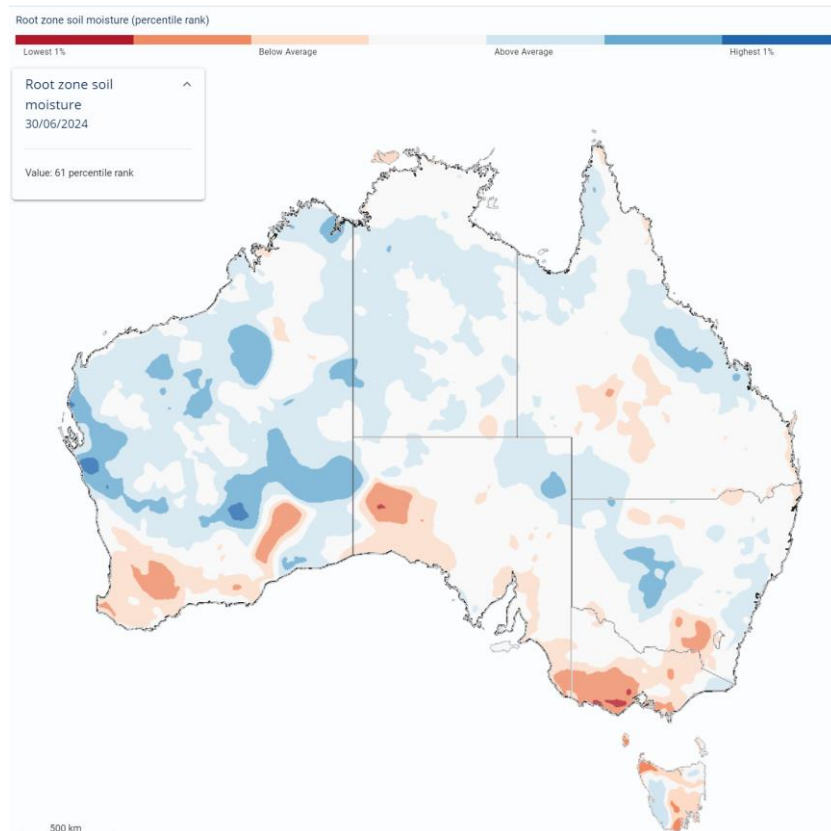 Root zone soil moisture (percentile rank)
Lowest 1% Below Average Above Average Highest 1%
Root zone soil
moisture
30/06/2024
Value: 61 percentile rank
500 km